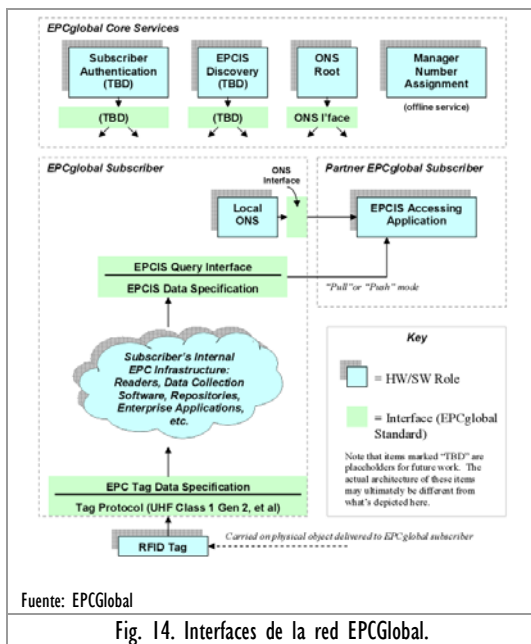 EPCglobal Core Services
Subscriber
Authentication
(TBD)
EPCIS
Discovery
(TBD)
ONS
Root
Manager
Number
Assignment
(TBD)
(TBD)
ONS I'face
(offline service)
EPCglobal Subscriber
ONS
Interface
Partner EPCglobal Subscriber
Local
ONS
EPCIS Accessing
Application
EPCIS Query Interface
EPCIS Data Specification
"Pull" or "Push" mode
Subscriber's Internal
EPC Infrastructure:
Readers, Data Collection
Software, Repositories,
Enterprise Applications,
etc.
Key
= HW/SW Role
= Interface (EPCglobal
Standard)
Note that items marked "TBD" are
placeholders for future work. The
actual architecture of these items
may ultimately be different from
what's depicted here.
EPC Tag Data Specification
Tag Protocol (UHF Class 1 Gen 2, et al)
RFID Tag
Carried on physical object delivered to EPCglobal subscriber
Fuente: EPCGlobal
Fig. 14. Interfaces de la red EPCGlobal.